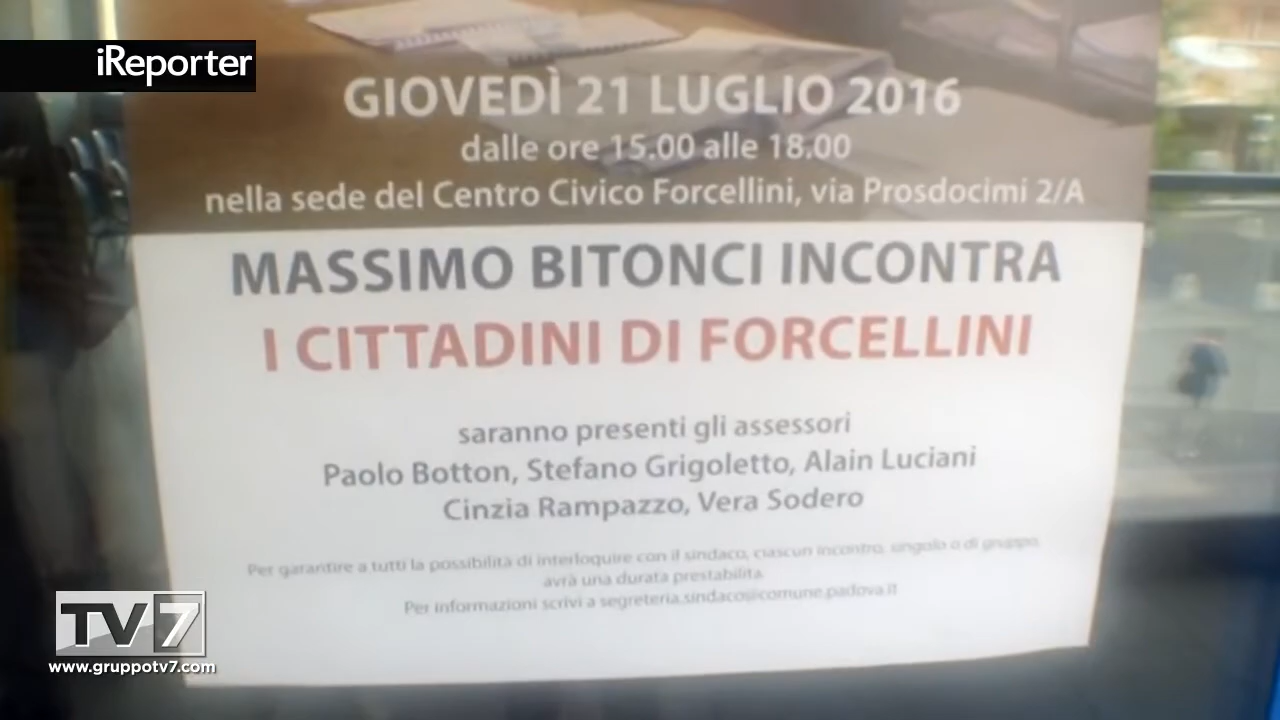 iReporter
GIOVEDÌ 21 LUGLIO 2016
dalle ore 15.00 alle 18.00
nella sede del Centro Civico Forcellini, via Prosdocimi 2/A
MASSIMO BITONCI INCONTRA
I CITTADINI DI FORCELLINI
saranno presenti gli assessori
Paolo Botton, Stefano Grigoletto, Alain Luciani
Cinzia Rampazzo, Vera Sodero
Per garantire a tutti la possibilità di interloquire con il sindaco, ciascun incontro, singolo o di gruppo,
avrà una durata prestabilita.
Per informazioni scrivi a segreteria.sindaco@comune.padova.it
TV7
www.gruppotv7.com